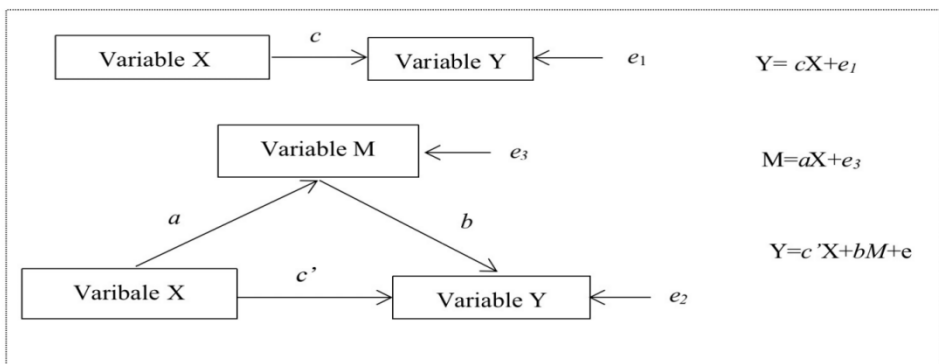 c
Variable X
Variable Y
e1
Y= cX+e1
Variable M
e3
M=aX+e3
a
b
Y=c’X+bM+e
c’
Varibale X
Variable Y
e2